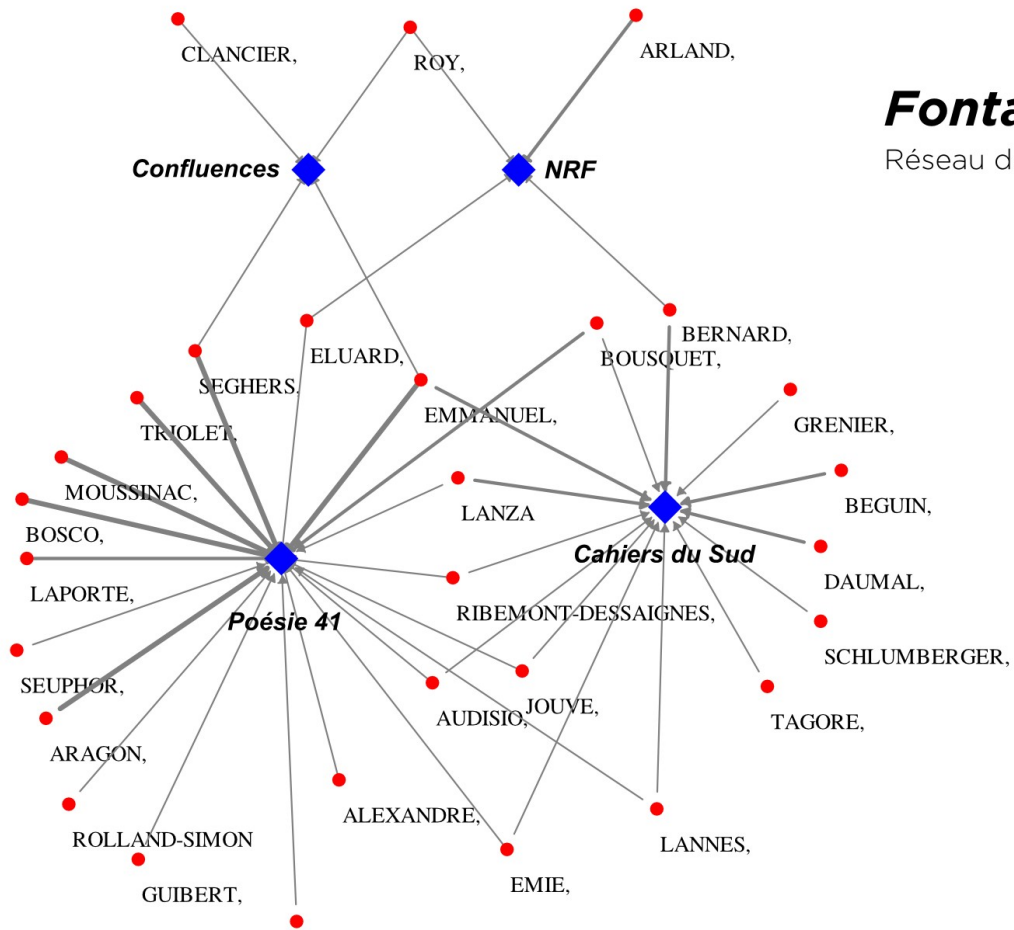 CLANCIER,
ROY,
ARLAND,
Fonta
Réseau d
Confluences
NRF
BERNARD,
ELUARD,
BOUSQUET,
SEGHERS.
EMMANUEL,
GRENIER,
TRIOLET,
MOUSSINAC,
LANZA
BEGUIN,
BOSCO,
Cahiers du Sud
DAUMAL,
LAPORTE,
RIBEMONT-DESSAIGNES,
Poésie 41
SCHLUMBERGER,
SEUPHOR,
JOUVE,
AUDISIO,
TAGORE,
ARAGON,
ALEXANDRE,
ROLLAND-SIMON
LANNES,
EMIE,
GUIBERT,